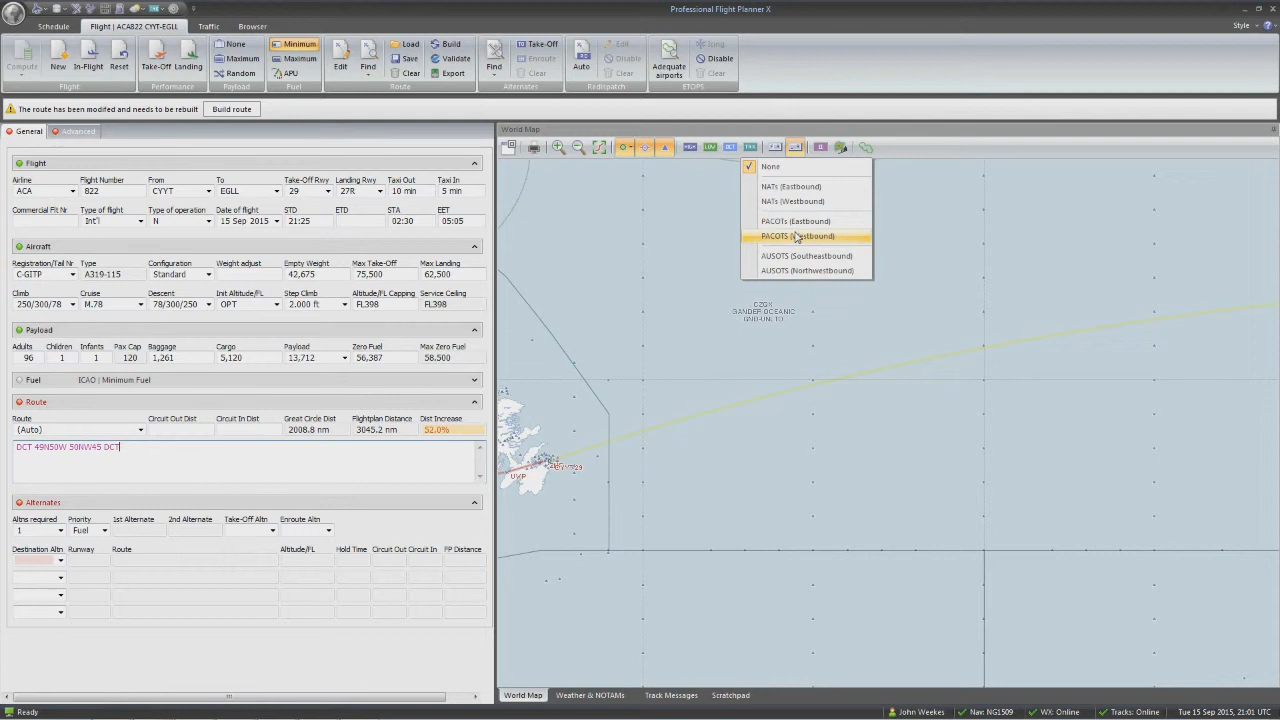 Professional Flight Planner X
Schedule Flight | ACA822 CYYT-EGLL Traffic Browser Style
None Minimum Load Build Take-Off Edit Icing
Maximum Maximum Save Validate Enroute Disable Disable
Compute New In-Flight Reset Take-Off Landing Random APU Edit Find Clear Export Find Clear Auto Clear Adequate airports
Flight Performance Payload Fuel Route Alternates Redispatch ETOPS
The route has been modifed and needs to be rebuilt Build route
General Advanced
World Map
HIGH LOW DCT
Flight
Airline Flight Number From To Take-Off Rwy Landing Rwy Taxi Out Taxi In
ACA 822 CYYT EGLL 29 27R 10 min 5 min
Commercial Flt Nr Type of flight Type of operation Date of flight STD ETD STA EET
Int'l N 15 Sep 2015 21:25 02:30 05:05
Aircraft
Registration/Tail Nr Type Configuration Weight adjust Empty Weight Max Take-Off Max Landing
C-GITP A319-115 Standard 42,675 75,500 62,500
Climb Cruise Descent Init Altitude/FL Step Climb Altitude/FL Capping Service Ceiling
250/300/78 M.78 78/300/250 OPT 2.000 ft FL398 FL398
Payload
Adults Children Infants Pax Cap Baggage Cargo Payload Zero Fuel Max Zero Fuel
96 1 1 120 1,261 5,120 13,712 56,387 58,500
Fuel ICAO | Minimum Fuel
Route
Route Circuit Out Dist Circuit In Dist Great Circle Dist Flightplan Distance Dist Increase
(Auto) 2008.8 nm 3045.2 nm 52,0%
DCT 49N50W 50NW45 DCT
Alternates
Altns required Priority 1st Alternate 2nd Alternate Take-Off Altn Enroute Altn
1 Fuel
Destination Altn Runway Route Altitude/FL Hold Time Circuit Out Circuit In FP Distance
None
NATs (Eastbound)
NATs (Westbound)
PACOTs (Eastbound)
PACOTS (Westbound)
AUSOTS (Southeastbound)
AUSOTS (Northwestbound)
CZQX
GANDER OCEANIC
GND-UNLTD
UYP
World Map Weather & NOTAMs Track Messages Scratchpad
Ready John Weekes Nav: NG1509 WX: Online Tracks: Online Tue 15 Sep 2015, 21:01 UTC